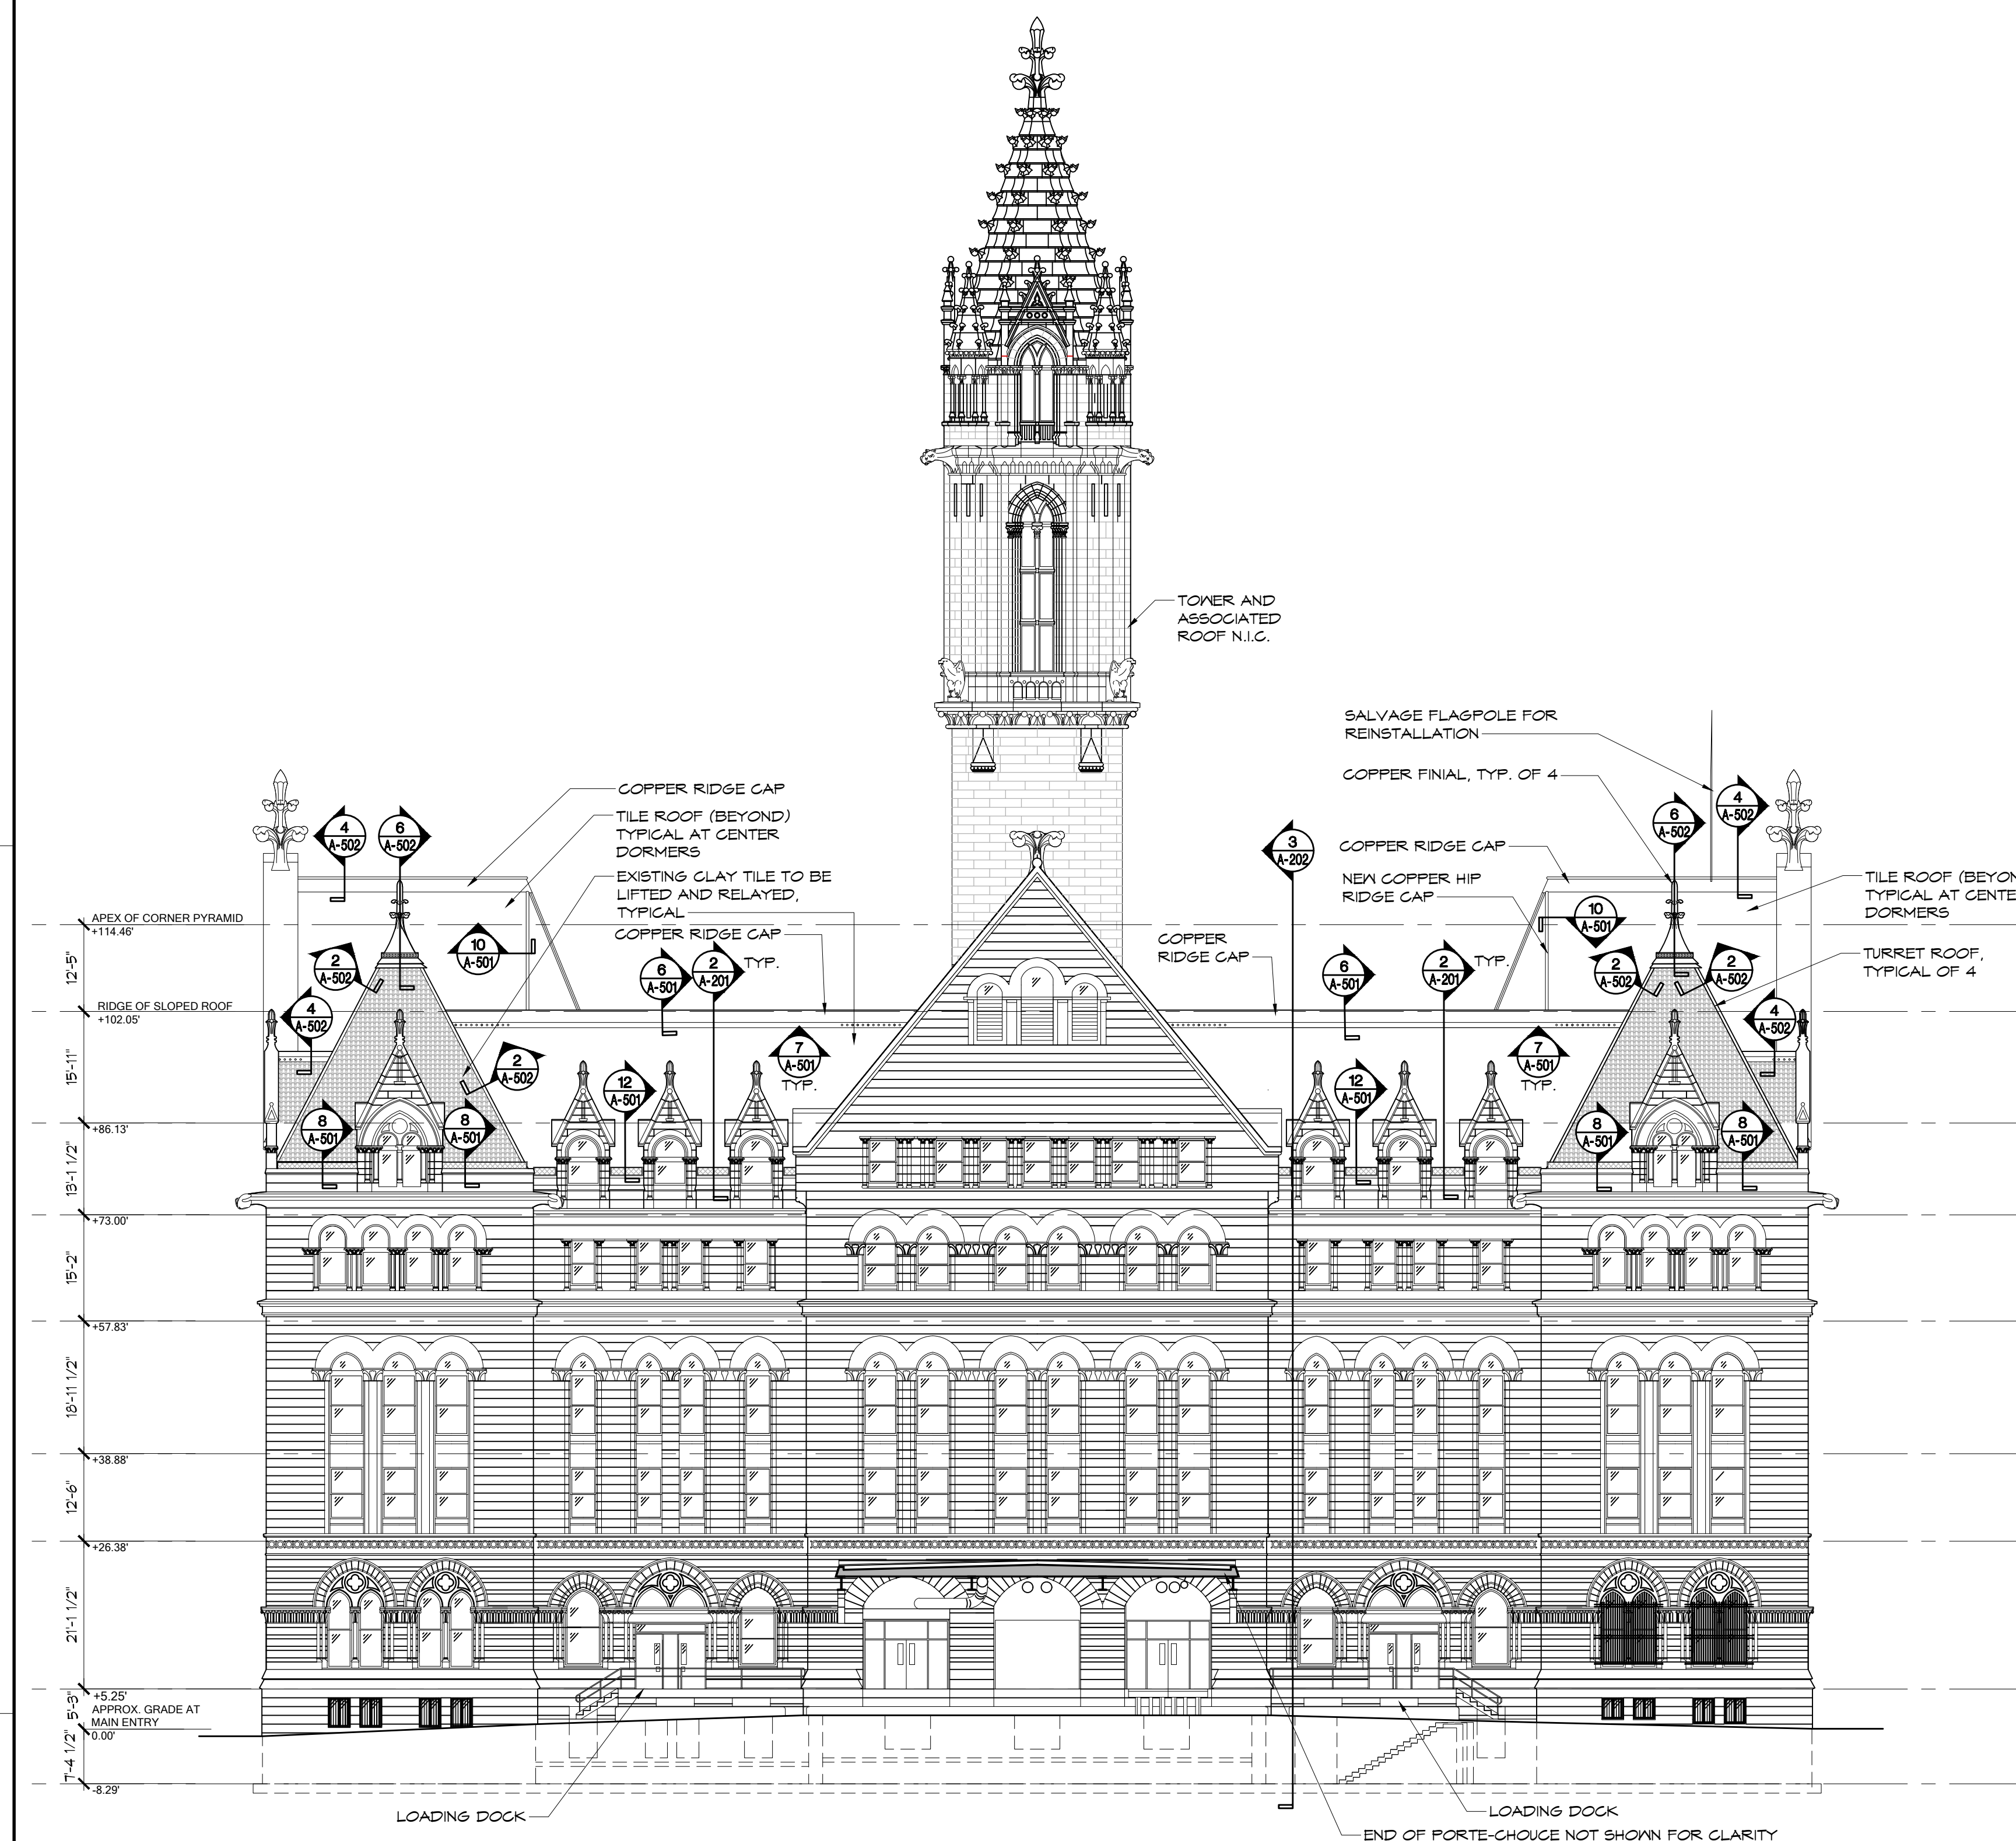 TOWER AND
ASSOCIATED
ROOF N.I.C.
SALVAGE FLAGPOLE FOR
REINSTALLATION
COPPER FINIAL, TYP. OF 4
COPPER RIDGE CAP
TILE ROOF (BEYOND)
TYPICAL AT CENTER
DORMERS
EXISTING CLAY TILE TO BE
LIFTED AND RELAYED,
TYPICAL
COPPER RIDGE CAP
4
A-502
6
A-502
3
A-202
6
A-502
4
A-502
COPPER RIDGE CAP
NEW COPPER HIP
RIDGE CAP
TILE ROOF (BEYON
TYPICAL AT CENTE
DORMERS
TURRET ROOF,
TYPICAL OF 4
COPPER
RIDGE CAP
APEX OF CORNER PYRAMID
+114.46'
12'-5"
RIDGE OF SLOPED ROOF
+102.05'
15'-11"
+86.13'
13'-1 1/2"
+73.00'
15'-2"
+57.83'
18'-11 1/2"
+38.88'
12'-6"
+26.38'
21'-1 1/2"
+5.25'
5'-3"
APPROX. GRADE AT
MAIN ENTRY
0.00'
7'-4 1/2"
-8.29'
10
A-501
2
A-502
4
A-502
2
A-502
8
A-501
8
A-501
6
A-501
2
A-201
TYP.
12
A-501
7
A-501
TYP.
6
A-501
2
A-201
TYP.
12
A-501
7
A-501
TYP.
10
A-501
2
A-502
2
A-502
4
A-502
8
A-501
8
A-501
LOADING DOCK
LOADING DOCK
END OF PORTE-CHOUCE NOT SHOWN FOR CLARITY